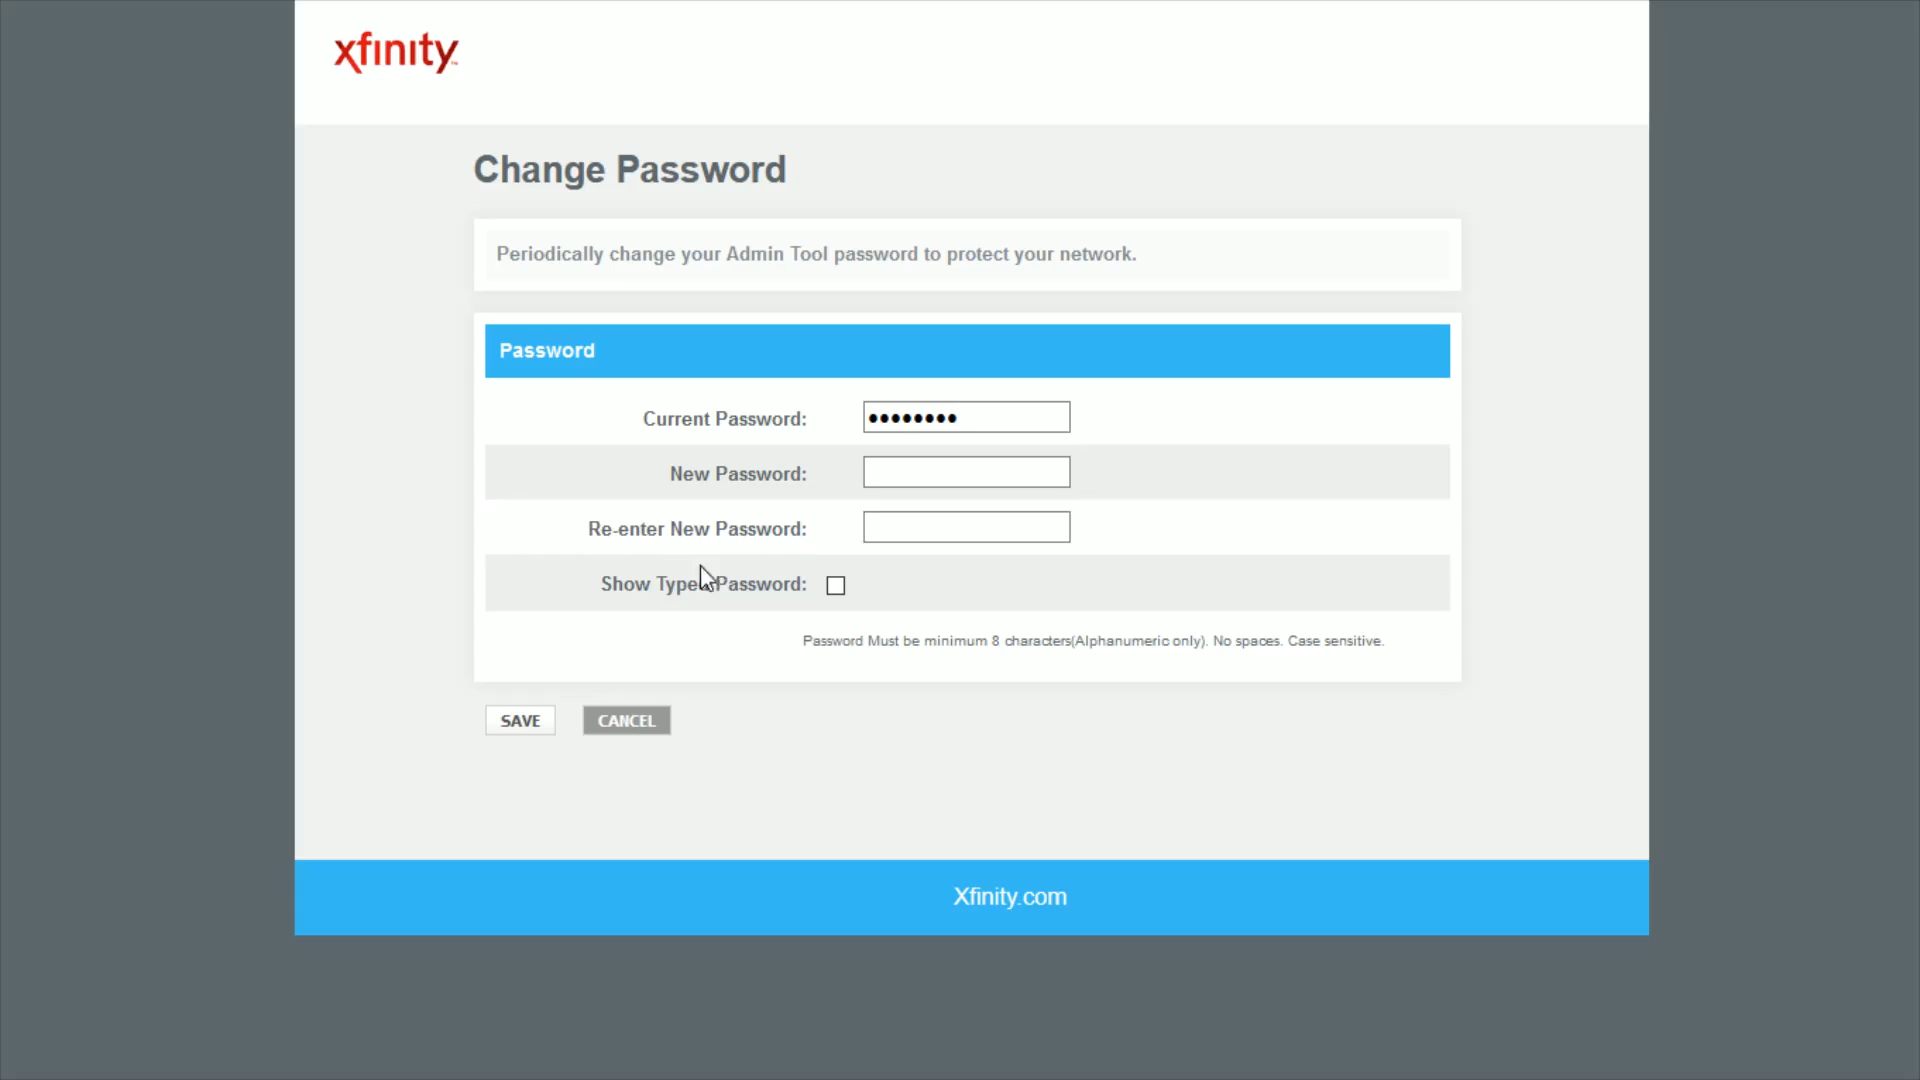 xfinity
Change Password
Periodically change your Admin Tool password to protect your network.
Password
Current Password: ••••••••
New Password:
Re-enter New Password:
Show Type Password:
Password Must be minimum 8 characters(Alphanumeric only). No spaces. Case sensitive.
SAVE CANCEL
Xfinity.com